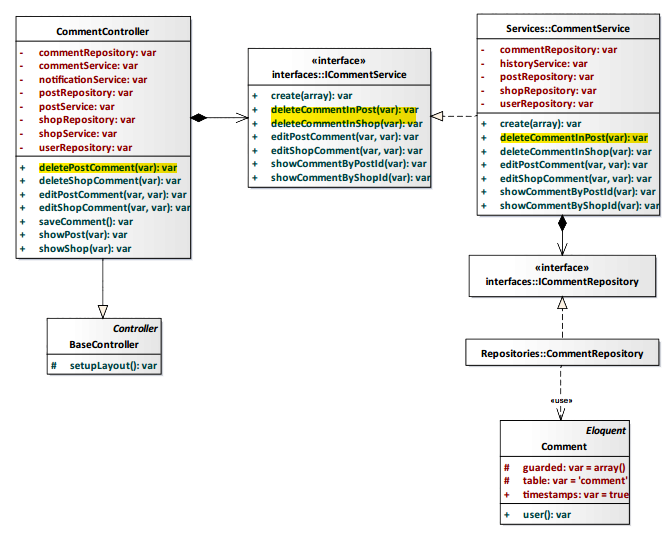 CommentController
- commentRepository: var
- commentService: var
- notificationService: var
- postRepository: var
- postService: var
- shopRepository: var
- shopService: var
- userRepository: var
+ deletePostComment(var): var
+ deleteShopComment(var): var
+ editPostComment(var, var): var
+ editShopComment(var, var): var
+ saveComment(): var
+ showPost(var): var
+ showShop(var): var
«interface»
interfaces::ICommentService
+ create(array): var
+ deleteCommentInPost(var): var
+ deleteCommentInShop(var): var
+ editPostComment(var, var): var
+ editShopComment(var, var): var
+ showCommentByPostId(var): var
+ showCommentByShopId(var): var
Services::CommentService
- commentRepository: var
- historyService: var
- postRepository: var
- shopRepository: var
- userRepository: var
+ create(array): var
+ deleteCommentInPost(var): var
+ deleteCommentInShop(var): var
+ editPostComment(var, var): var
+ editShopComment(var, var): var
+ showCommentByPostId(var): var
+ showCommentByShopId(var): var
«interface»
interfaces::ICommentRepository
Controller
BaseController
# setupLayout(): var
Repositories::CommentRepository
«use»
Eloquent
Comment
# guarded: var = array()
# table: var = 'comment'
+ timestamps: var = true
+ user(): var